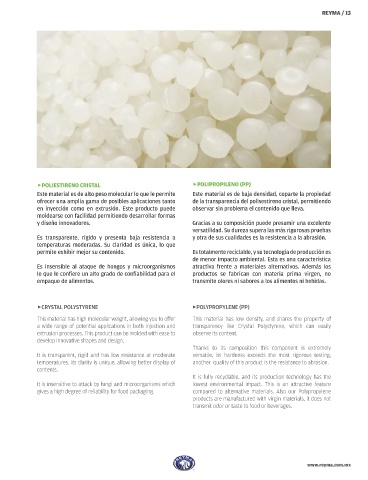 REYMA / 13
▸POLIESTIRENO CRISTAL
Este material es de alto peso molecular lo que le permite
ofrecer una amplia gama de posibles aplicaciones tanto
en inyección como en extrusión. Este producto puede
moldearse con facilidad permitiendo desarrollar formas
y diseño innovadores.
Es transparente, rígido y presenta baja resistencia a
temperaturas moderadas. Su claridad es única, lo que
permite exhibir mejor su contenido.
Es insensible al ataque de hongos y microorganismos
lo que le confiere un alto grado de confiabilidad para el
empaque de alimentos.
▸POLIPROPILENO (PP)
Este material es de baja densidad, coparte la propiedad
de la transparencia del poliestireno cristal, permitiendo
observar sin problema el contenido que lleva.
Gracias a su composición puede presumir una excelente
versatilidad. Su dureza supera las más rigurosas pruebas
y otra de sus cualidades es la resistencia a la abrasión.
Es totalmente reciclable, y su tecnología de producción es
de menor impacto ambiental. Esta es una característica
atractiva frente a materiales alternativos. Además los
productos se fabrican con materia prima virgen, no
transmite olores ni sabores a los alimentos ni bebidas.
▸CRYSTAL POLYSTYRENE
This material has high molecular weight, allowing you to offer
a wide range of potential applications in both injection and
extrusion processes. This product can be molded with ease to
develop innovative shapes and design.
It is transparent, rigid and has low resistance at moderate
temperatures. Its clarity is unique, allowing better display of
contents.
It is insensitive to attack by fungi and microorganisms which
gives a high degree of reliability for food packaging.
▸POLYPROPYLENE (PP)
This material has low density, and shares the property of
transparency like Crystal Polystyrene, which can easily
observe its content.
Thanks to its composition this component is extremely
versatile, its hardness exceeds the most rigorous testing,
another quality of this product is the resistance to abrasion.
It is fully recyclable, and its production technology has the
lowest environmental impact. This is an attractive feature
compared to alternative materials. Also our Polypropylene
products are manufactured with virgin materials, it does not
transmit odor or taste to food or beverages.
REYMA
www.reyma.com.mx